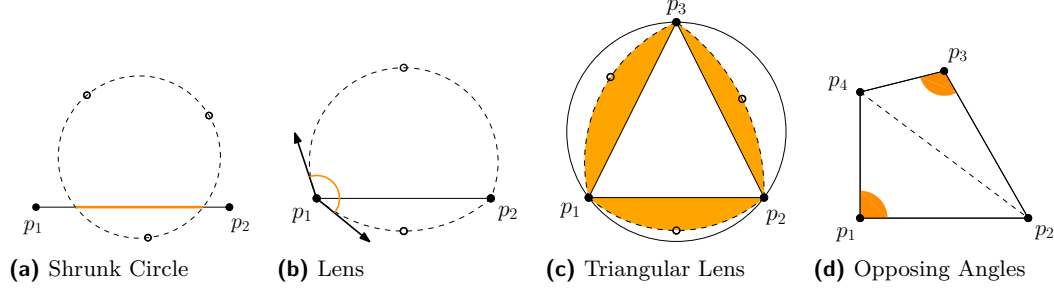 p1 p2
(a) Shrunk Circle
p1 p2
(b) Lens
p3
p1 p2
(c) Triangular Lens
p3
p4
p1 p2
(d) Opposing Angles